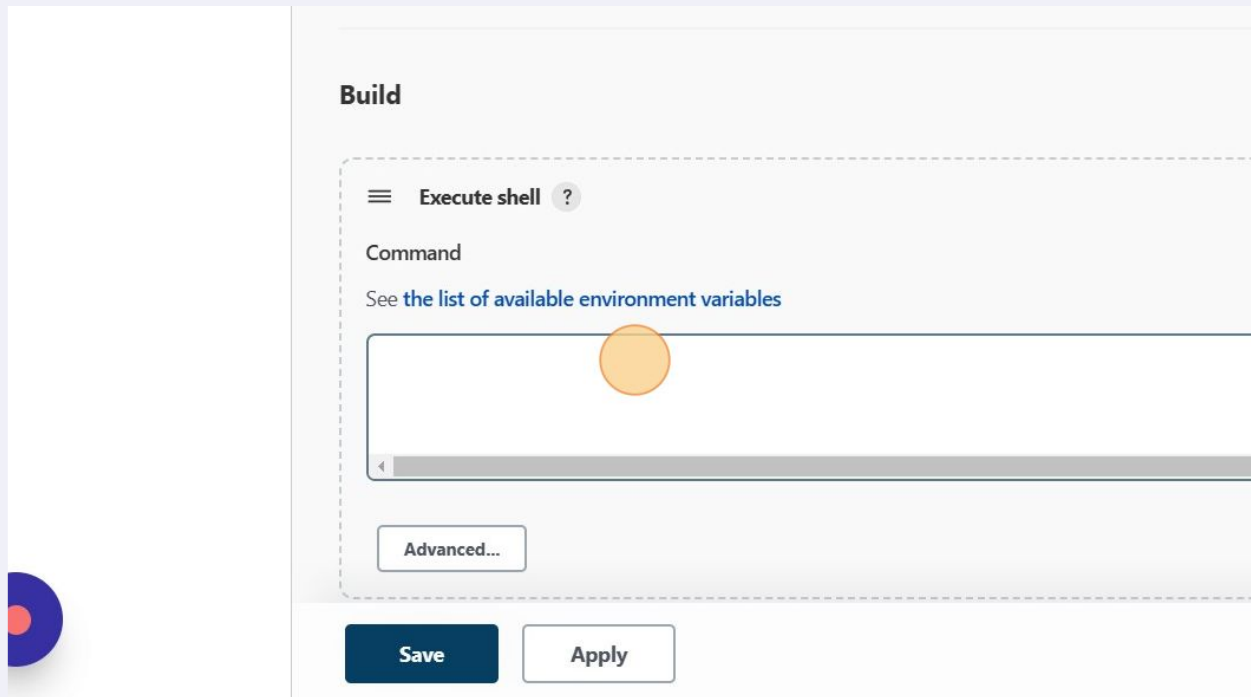 Build
Execute shell ?
Command
See the list of available environment variables
Advanced...
Save Apply